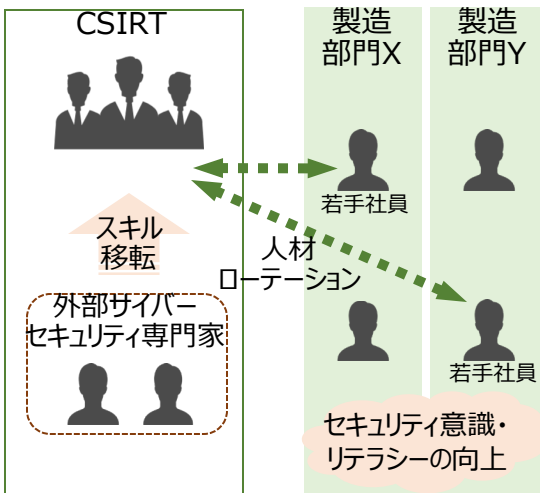 CSIRT
製造
部門X
製造
部門Y
若手社員
スキル
移転
人材
ローテーション
外部サイバー
セキュリティ専門家
若手社員
セキュリティ意識・
リテラシーの向上